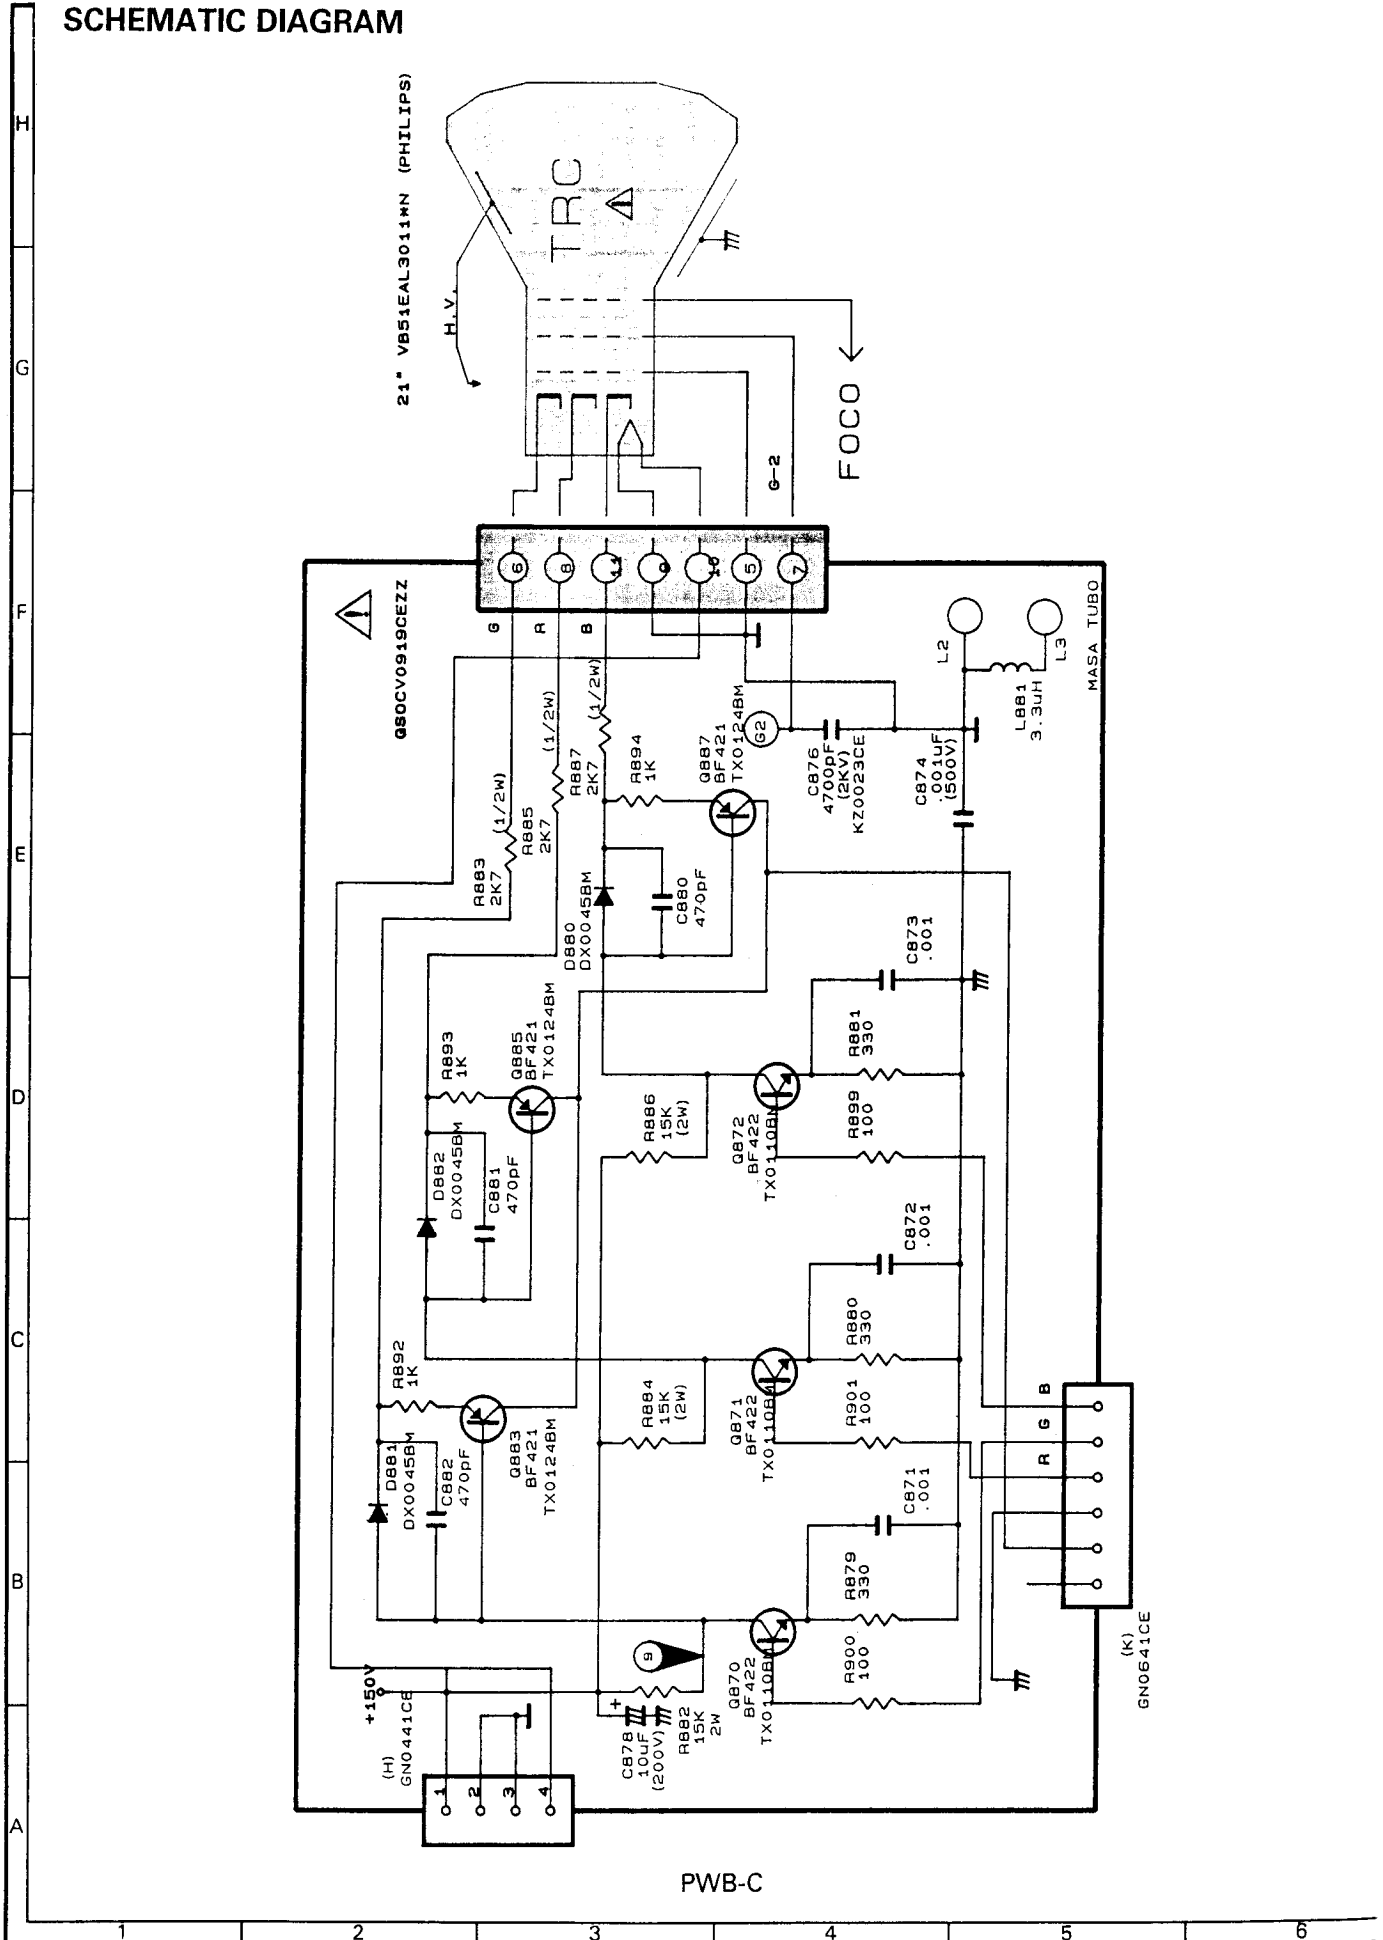 SCHEMATIC DIAGRAM
H
G
F
E
D
C
B
A
21" VB51EAL3011*N (PHILIPS)
H.V.
TRC
FOCO
G-2
QSOCV0919CEZZ
6
8
11
9
10
5
7
G
R
B
L2
L3
L881
3.3uH
MASA TUBO
R883
2K7
(1/2W)
R885
2K7
(1/2W)
R887
2K7
(1/2W)
R894
1K
Q887
BF421
TX0124BM
G2
C876
4700pF
(2KV)
KZ0023CE
C874
.001uF
(500V)
D880
DX0045BM
C880
470pF
C873
.001
R893
1K
Q885
BF421
TX0124BM
D882
DX0045BM
C881
470pF
R886
15K
(2W)
Q872
BF422
TX0110BM
R881
330
R899
100
C872
.001
R892
1K
Q883
BF421
TX0124BM
D881
DX0045BM
C882
470pF
R884
15K
(2W)
Q871
BF422
TX0110BM
R880
330
R901
100
C871
.001
B
G
R
R879
330
R900
100
Q870
BF422
TX0110BM
9
R882
15K
2W
+
C878
10uF
(200V)
+150V
(H)
GN0441CE
1
2
3
4
(K)
GN0641CE
PWB-C
1
2
3
4
5
6